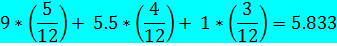 9 * (5/12) + 5.5 * (4/12) + 1 * (3/12) = 5.833